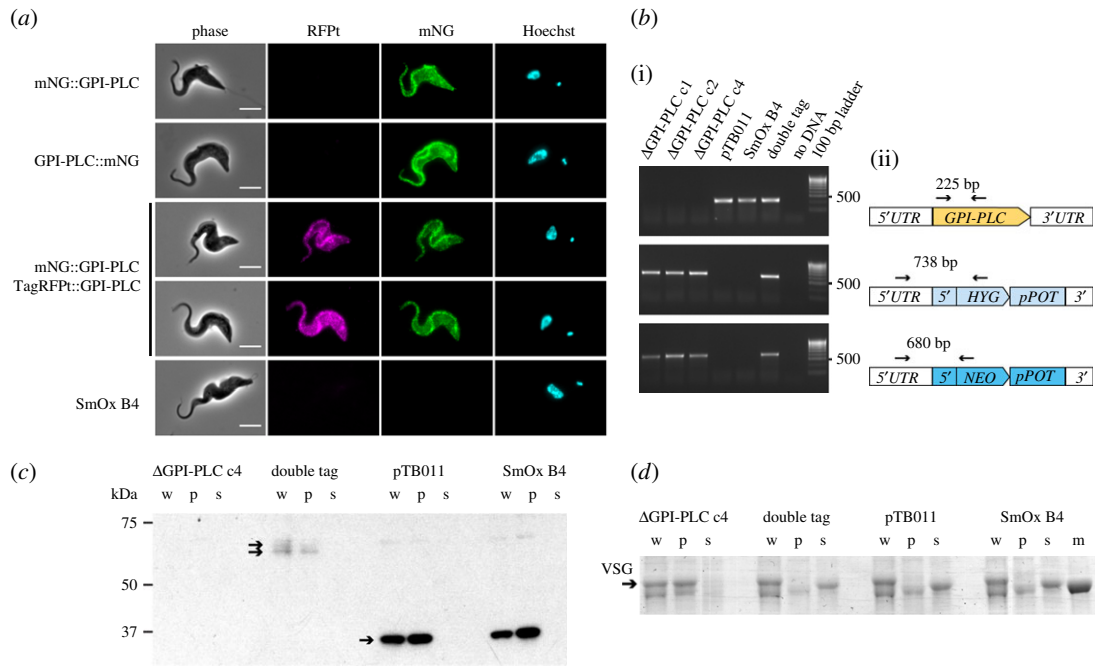 (a)
phase RFPt mNG Hoechst
mNG::GPI-PLC
GPI-PLC::mNG
mNG::GPI-PLC
TagRFPt::GPI-PLC
SmOx B4
(b)
(i)
ΔGPI-PLC c1
ΔGPI-PLC c2
ΔGPI-PLC c4
pTB011
SmOx B4
double tag
no DNA
100 bp ladder
500
500
500
(ii)
225 bp
5′UTR GPI-PLC 3′UTR
738 bp
5′UTR 5′ HYG pPOT 3′
680 bp
5′UTR 5′ NEO pPOT 3′
(c)
ΔGPI-PLC c4 double tag pTB011 SmOx B4
kDa w p s w p s w p s w p s
75
50
37
(d)
ΔGPI-PLC c4 double tag pTB011 SmOx B4
w p s w p s w p s w p s m
VSG